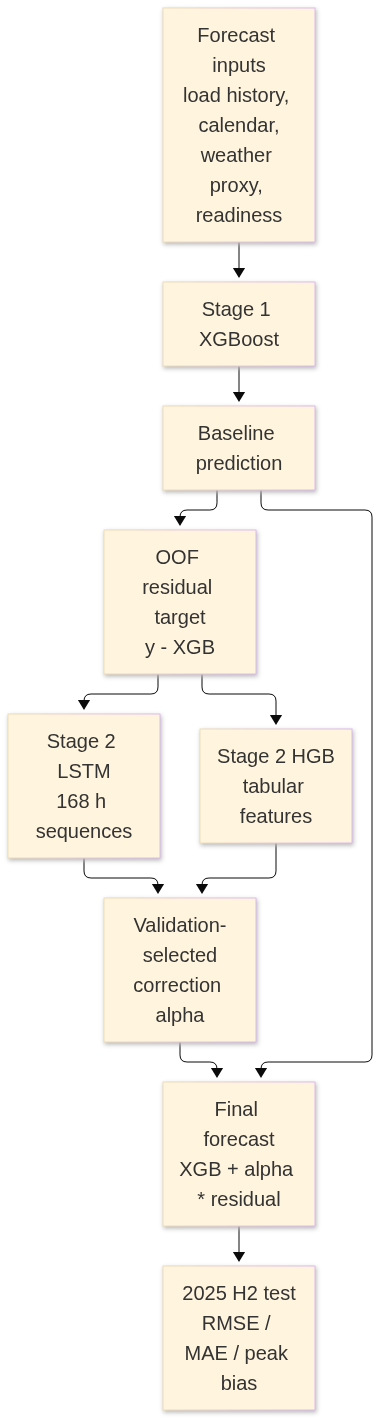 Forecast
inputs
load history,
calendar,
weather
proxy,
readiness
Stage 1
XGBoost
Baseline
prediction
OOF
residual
target
y - XGB
Stage 2
LSTM
168 h
sequences
Stage 2 HGB
tabular
features
Validation-
selected
correction
alpha
Final
forecast
XGB + alpha
* residual
2025 H2 test
RMSE /
MAE / peak
bias